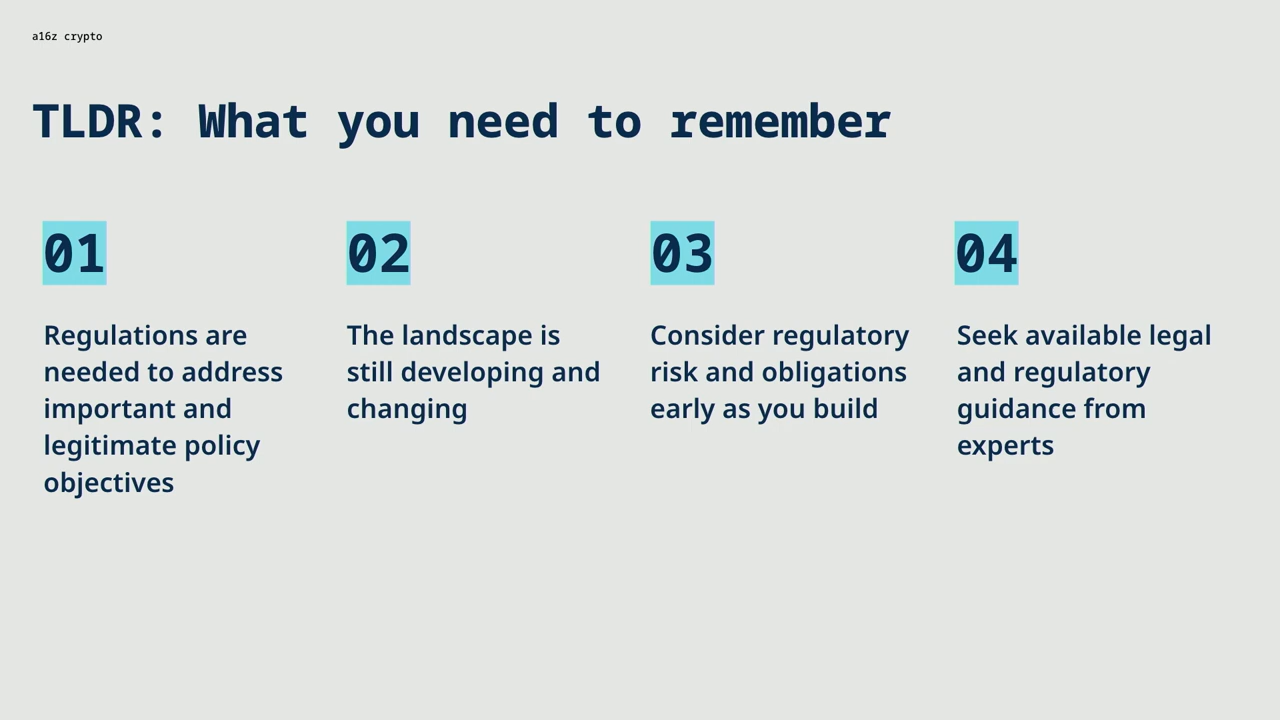 a16z crypto
TLDR: What you need to remember
01
Regulations are
needed to address
important and
legitimate policy
objectives
02
The landscape is
still developing and
changing
03
Consider regulatory
risk and obligations
early as you build
04
Seek available legal
and regulatory
guidance from
experts